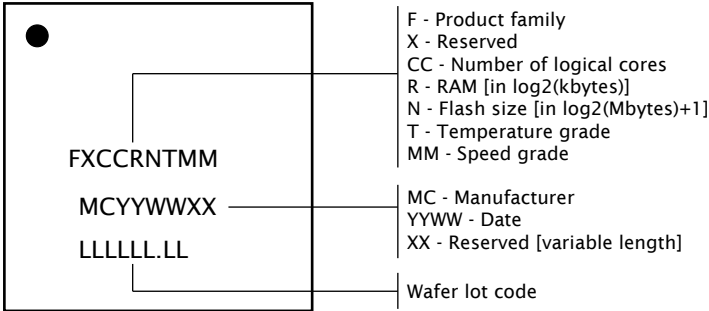 FXCCRNTMM
MCYYWWXX
LLLLLL.LL
F - Product family
X - Reserved
CC - Number of logical cores
R - RAM [in log2(kbytes)]
N - Flash size [in log2(Mbytes)+1]
T - Temperature grade
MM - Speed grade
MC - Manufacturer
YYWW - Date
XX - Reserved [variable length]
Wafer lot code